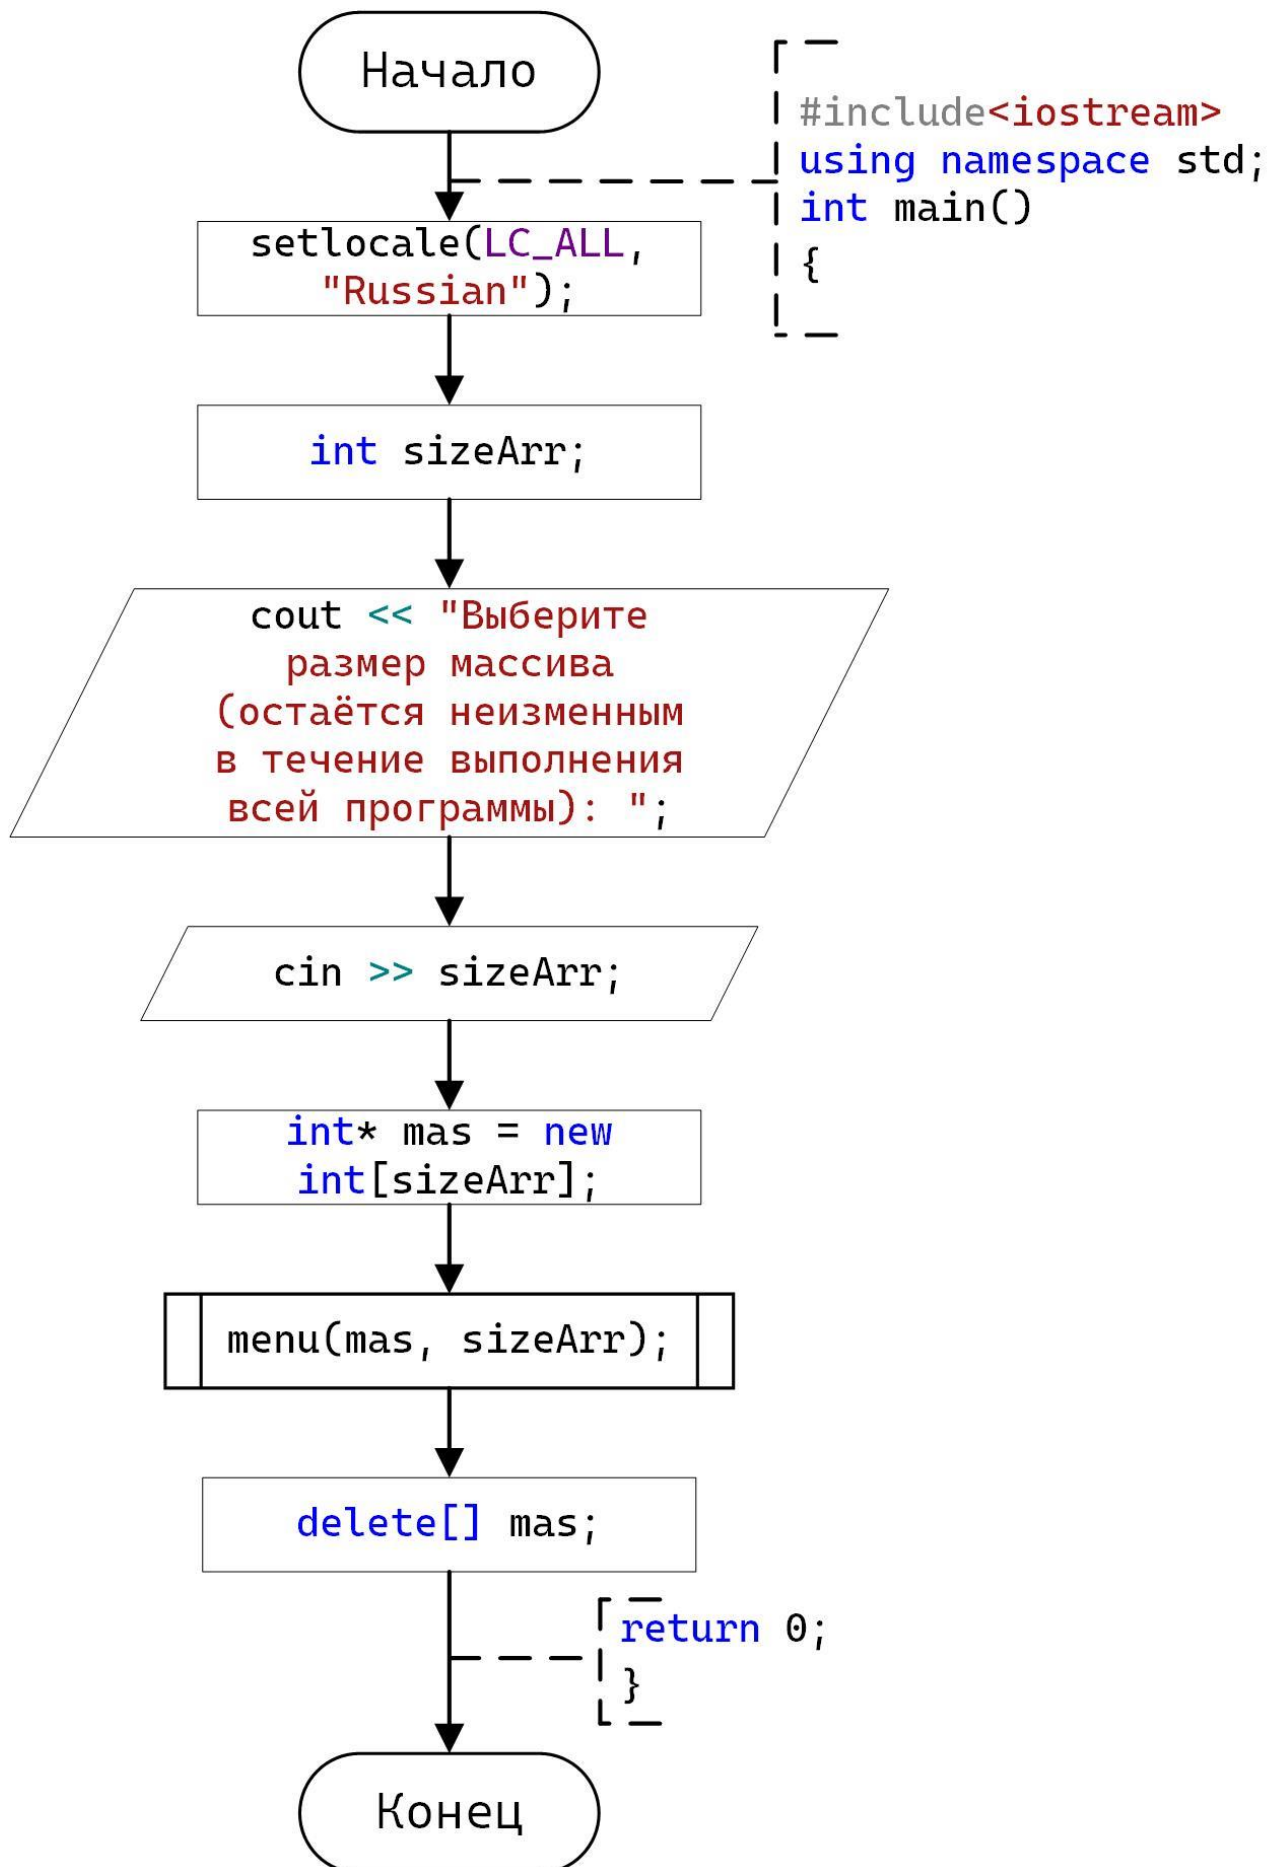 Начало
#include<iostream>
using namespace std;
int main()
{
setlocale(LC_ALL,
"Russian");
int sizeArr;
cout << "Выберите
размер массива
(остаётся неизменным
в течение выполнения
всей программы): ";
cin >> sizeArr;
int* mas = new
int[sizeArr];
menu(mas, sizeArr);
delete[] mas;
return 0;
}
Конец